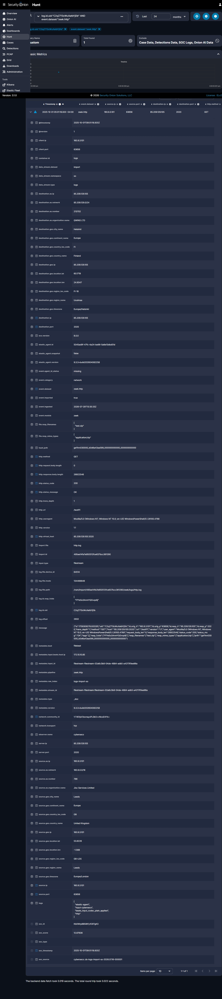 Security Onion
Hunt
Overview
Onion AI
Alerts
Dashboards
Hunt
Cases
Detections
PCAP
Grid
Downloads
Administration
Tools
Kibana
Elastic Fleet
log.id.uid:"C2qZ713cWuXatbYjDb" AND
event.dataset:"zeek.http"
Last 24 months
g.id.uid:"C2qZ713cWuXatbYjDb" event.dataset:"zeek.http"
uery Name
ustom
Total Found
1
Exclude
Case Data, Detections Data, SOC Logs, Onion AI Data
asic Metrics
Timeline
:59.995 pm 8:00:00.000 pm 8:00:00.001 pm
Version: 3.1.0 © 2026 Security Onion Solutions, LLC License: ELv2
Timestamp event.dataset source.ip source.port destination.ip destination.port http.method
2025-10-01 05:01:18.920 -04:00 zeek.http 160.9.3.101 63656 85.209.129.105 2020 GET
@timestamp 2025-10-01T09:01:18.920Z
@version 1
client.ip 160.9.3.101
client.port 63656
container.id logs
data_stream.dataset import
data_stream.namespace so
data_stream.type logs
destination.as.ip 85.209.129.105
destination.as.network 85.209.129.0/24
destination.as.number 213702
destination.as.organization.name QWINS LTD
destination.geo.city_name Helsinki
destination.geo.continent_name Europe
destination.geo.country_iso_code FI
destination.geo.country_name Finland
destination.geo.ip 85.209.129.105
destination.geo.location.lat 60.1719
destination.geo.location.lon 24.9347
destination.geo.region_iso_code FI-18
destination.geo.region_name Uusimaa
destination.geo.timezone Europe/Helsinki
destination.ip 85.209.129.105
destination.port 2020
ecs.version 8.0.0
elastic_agent.id 5045ad9f-47fc-4a24-be96-5a6e13dbd51d
elastic_agent.snapshot false
elastic_agent.version 9.3.3+build202604082258
event.agent_id_status missing
event.category network
event.dataset zeek.http
event.imported true
event.ingested 2026-07-29T13:35:25Z
event.module zeek
file.resp_filenames [
"test.zip"
]
file.resp_mime_types [
"application/zip"
]
hash.ja4h ge11nn030000_b0d6a43aa599_000000000000_000000000000
http.method GET
http.request.body.length 0
http.response.body.length 26922546
http.status_code 200
http.status_message OK
http.trans_depth 1
http.uri /test111
http.useragent Mozilla/5.0 (Windows NT; Windows NT 10.0; en-US) WindowsPowerShell/5.1.26100.4768
http.version 1.1
http.virtual_host 85.209.129.105:2020
import.file http.log
import.id 495ee14fa7e950512fce637bcc361290
input.type filestream
log.file.device_id 64514
log.file.inode 134466646
log.file.path /nsm/import/495ee14fa7e950512fce637bcc361290/zeek/logs/http.log
log.id.resp_fuids [
"FfYe5o3AnmYQGvqs9j"
]
log.id.uid C2qZ713cWuXatbYjDb
log.offset 2932
message {"ts":1759309278.920281,"uid":"C2qZ713cWuXatbYjDb","id.orig_h":"160.9.3.101","id.orig_p":63656,"id.resp_h":"85.209.129.105","id.resp_p":202
0,"trans_depth":1,"method":"GET","host":"85.209.129.105:2020","uri":"/test111","version":"1.1","user_agent":"Mozilla/5.0 (Windows NT; Windows
NT 10.0; en-US) WindowsPowerShell/5.1.26100.4768","request_body_len":0,"response_body_len":26922546,"status_code":200,"status_ms
g":"OK","tags":[],"resp_fuids":["FfYe5o3AnmYQGvqs9j"],"resp_filenames":["test.zip"],"resp_mime_types":["application/zip"],"ja4h":"ge11nn030
000_b0d6a43aa599_000000000000_000000000000"}
metadata.beat filebeat
metadata.input.beats.host.ip 172.10.10.85
metadata.input_id filestream-filestream-02a6c3b8-04de-4884-adb5-a421761ee96a
metadata.pipeline zeek.http
metadata.raw_index logs-import-so
metadata.stream_id filestream-filestream.filestream-02a6c3b8-04de-4884-adb5-a421761ee96a
metadata.type _doc
metadata.version 9.3.3+build202604082258
network.community_id 1:T4E1pV3svnayxPL0kO+vNcoD4Yo=
network.transport tcp
observer.name cyberseco
server.ip 85.209.129.105
server.port 2020
source.as.ip 160.9.3.101
source.as.network 160.9.0.0/16
source.as.number 786
source.as.organization.name Jisc Services Limited
source.geo.city_name Leeds
source.geo.continent_name Europe
source.geo.country_iso_code GB
source.geo.country_name United Kingdom
source.geo.ip 160.9.3.101
source.geo.location.lat 53.8226
source.geo.location.lon -1.568
source.geo.region_iso_code GB-LDS
source.geo.region_name Leeds
source.geo.timezone Europe/London
source.ip 160.9.3.101
source.port 63656
tags [
"elastic-agent",
"input-cyberseco",
"beats_input_codec_plain_applied",
"http"
]
soc_id Kb0Wrp8B58tFy1O9TgK3
soc_score 12.87636
soc_type
soc_timestamp 2025-10-01T09:01:18.920Z
soc_source cyberseco:.ds-logs-import-so-2026.07.16-000001
Items per page: 10 1-1 of 1
The backend data fetch took 0.019 seconds. The total round trip took 0.022 seconds.